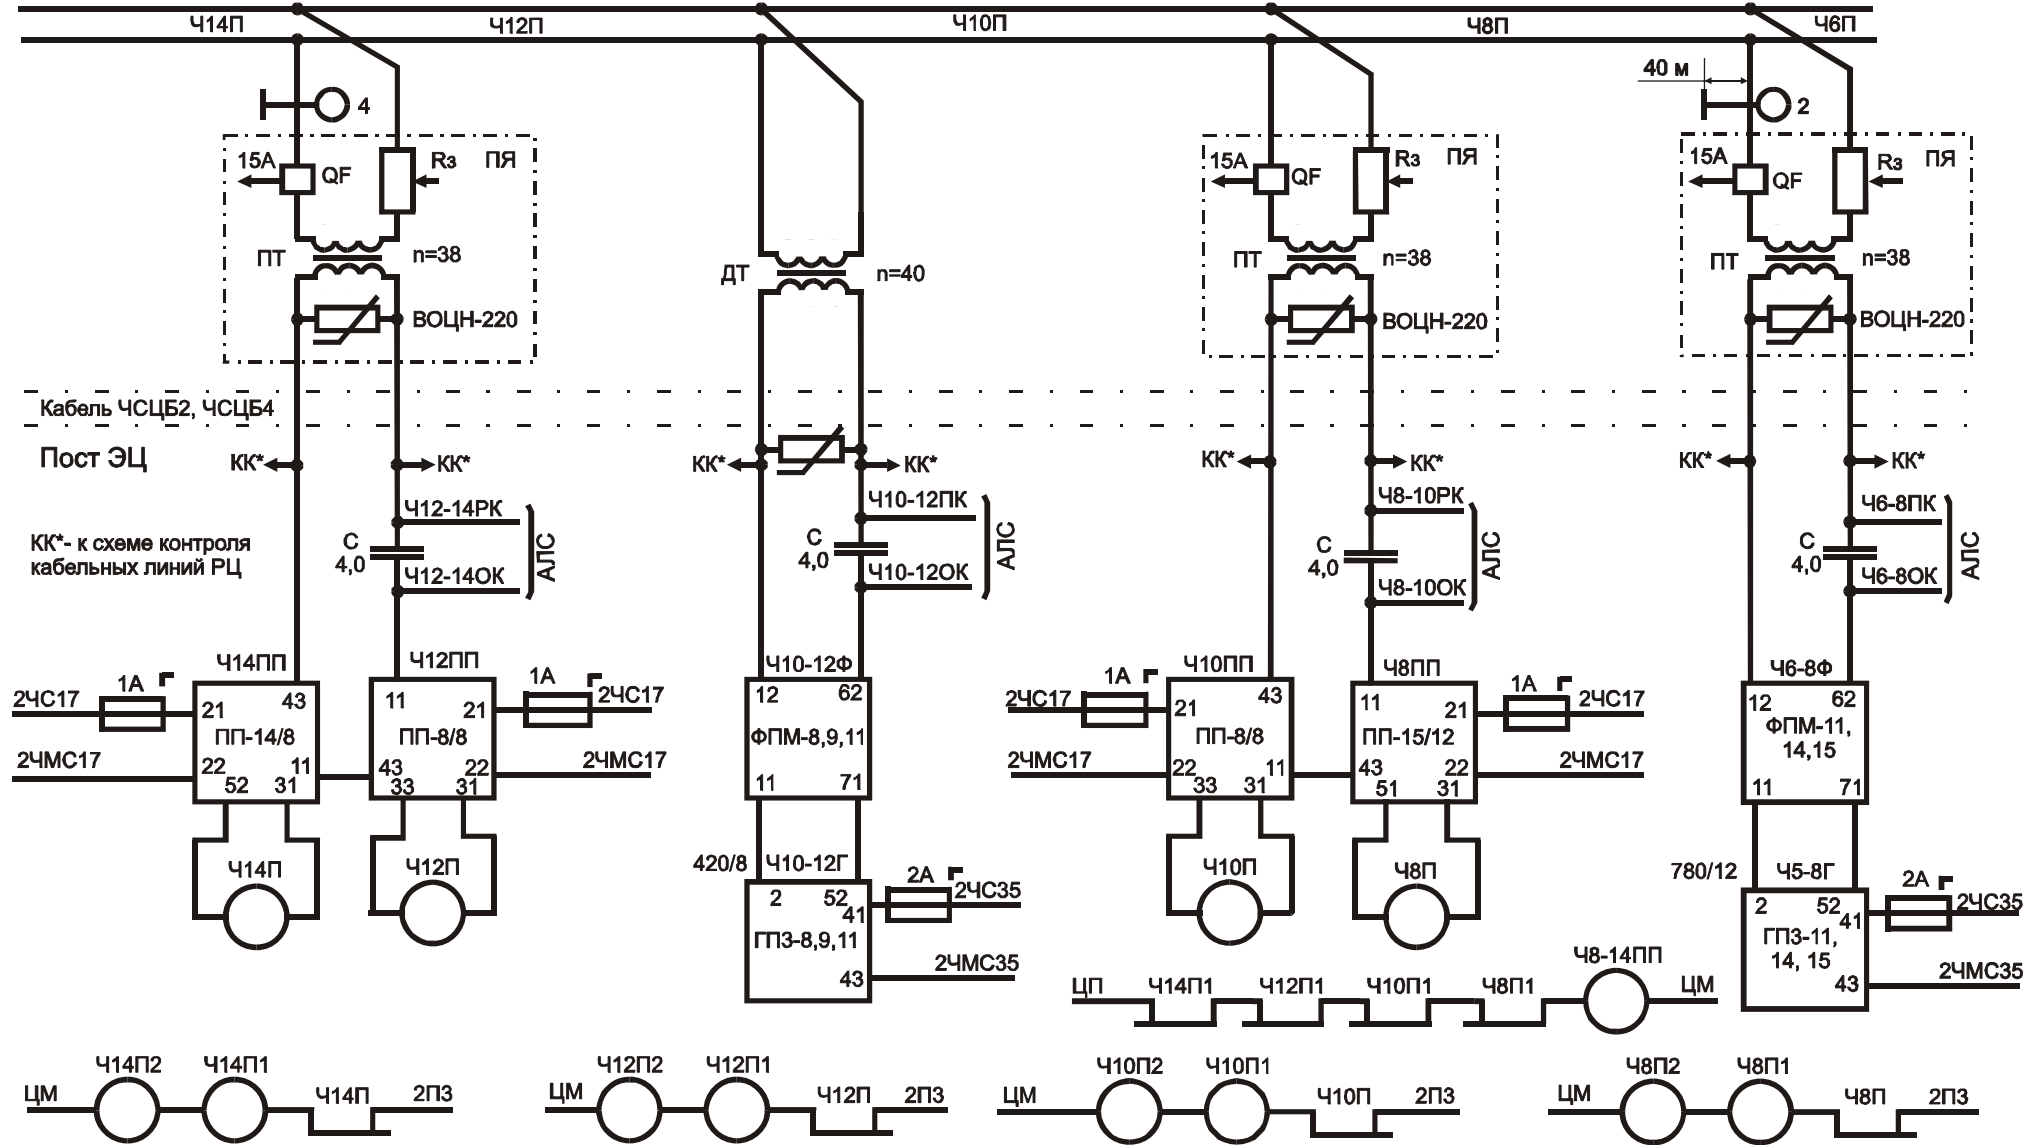 Ч14П
Ч12П
Ч10П
Ч8П
Ч6П
40 м
4
2
15А
QF
Rз
ПЯ
15А
QF
Rз
ПЯ
15А
QF
Rз
ПЯ
ПТ
n=38
ДТ
n=40
ПТ
n=38
ПТ
n=38
ВОЦН-220
ВОЦН-220
ВОЦН-220
Кабель ЧСЦБ2, ЧСЦБ4
Пост ЭЦ
КК*
КК*
КК*
КК*
КК*
КК*
КК*
КК*
КК*- к схеме контроля
кабельных линий РЦ
Ч12-14РК
С
4,0
Ч12-14ОК
АЛС
Ч10-12ПК
С
4,0
Ч10-12ОК
АЛС
Ч8-10РК
С
4,0
Ч8-10ОК
АЛС
Ч6-8ПК
С
4,0
Ч6-8ОК
АЛС
2ЧС17
1А
Ч14ПП
21
43
ПП-14/8
22
11
52
31
2ЧМС17
Ч14П
Ч12ПП
11
21
ПП-8/8
43
22
33
31
1А
2ЧС17
2ЧМС17
Ч12П
Ч10-12Ф
12
62
ФПМ-8,9,11
11
71
420/8
Ч10-12Г
2
52
41
ГПЗ-8,9,11
43
2А
2ЧС35
2ЧМС35
2ЧС17
1А
Ч10ПП
21
43
ПП-8/8
22
11
33
31
2ЧМС17
Ч10П
Ч8ПП
11
21
ПП-15/12
43
22
51
31
1А
2ЧС17
2ЧМС17
Ч8П
Ч6-8Ф
12
62
ФПМ-11,
14,15
11
71
780/12
Ч5-8Г
2
52
41
ГПЗ-11,
14, 15
43
2А
2ЧС35
2ЧМС35
ЦП
Ч14П1
Ч12П1
Ч10П1
Ч8П1
Ч8-14ПП
ЦМ
ЦМ
Ч14П2
Ч14П1
Ч14П
2П3
ЦМ
Ч12П2
Ч12П1
Ч12П
2П3
ЦМ
Ч10П2
Ч10П1
Ч10П
2П3
ЦМ
Ч8П2
Ч8П1
Ч8П
2П3